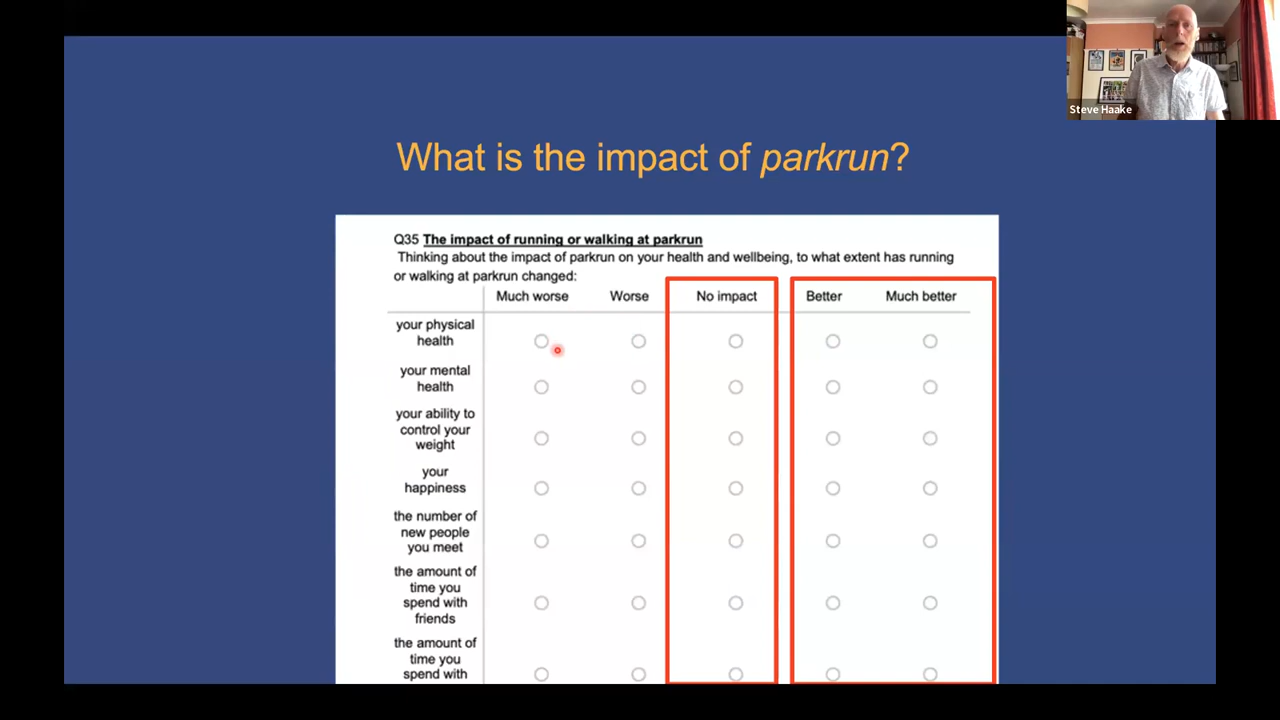 Steve Haake
What is the impact of parkrun?
Q35 The impact of running or walking at parkrun
Thinking about the impact of parkrun on your health and wellbeing, to what extent has running
or walking at parkrun changed:
Much worse Worse No impact Better Much better
your physical
health
your mental
health
your ability to
control your
weight
your
happiness
the number of
new people
you meet
the amount of
time you
spend with
friends
the amount of
time you
spend with